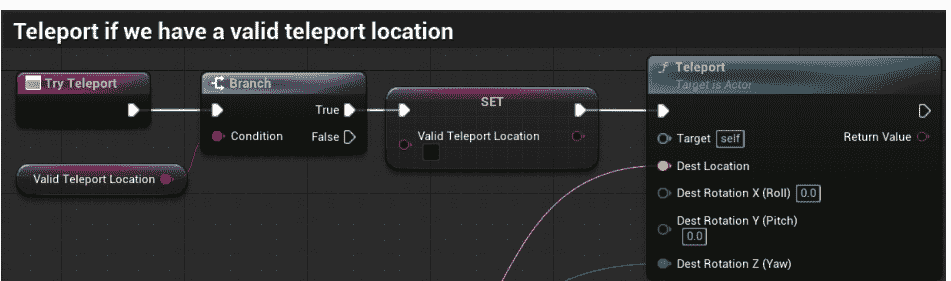 Teleport if we have a valid teleport location
Try Teleport
Branch
True
Condition
False
Valid Teleport Location
SET
Valid Teleport Location
f Teleport
Target is Actor
Target self
Return Value
Dest Location
Dest Rotation X (Roll) 0.0
Dest Rotation Y (Pitch)
0.0
Dest Rotation Z (Yaw)